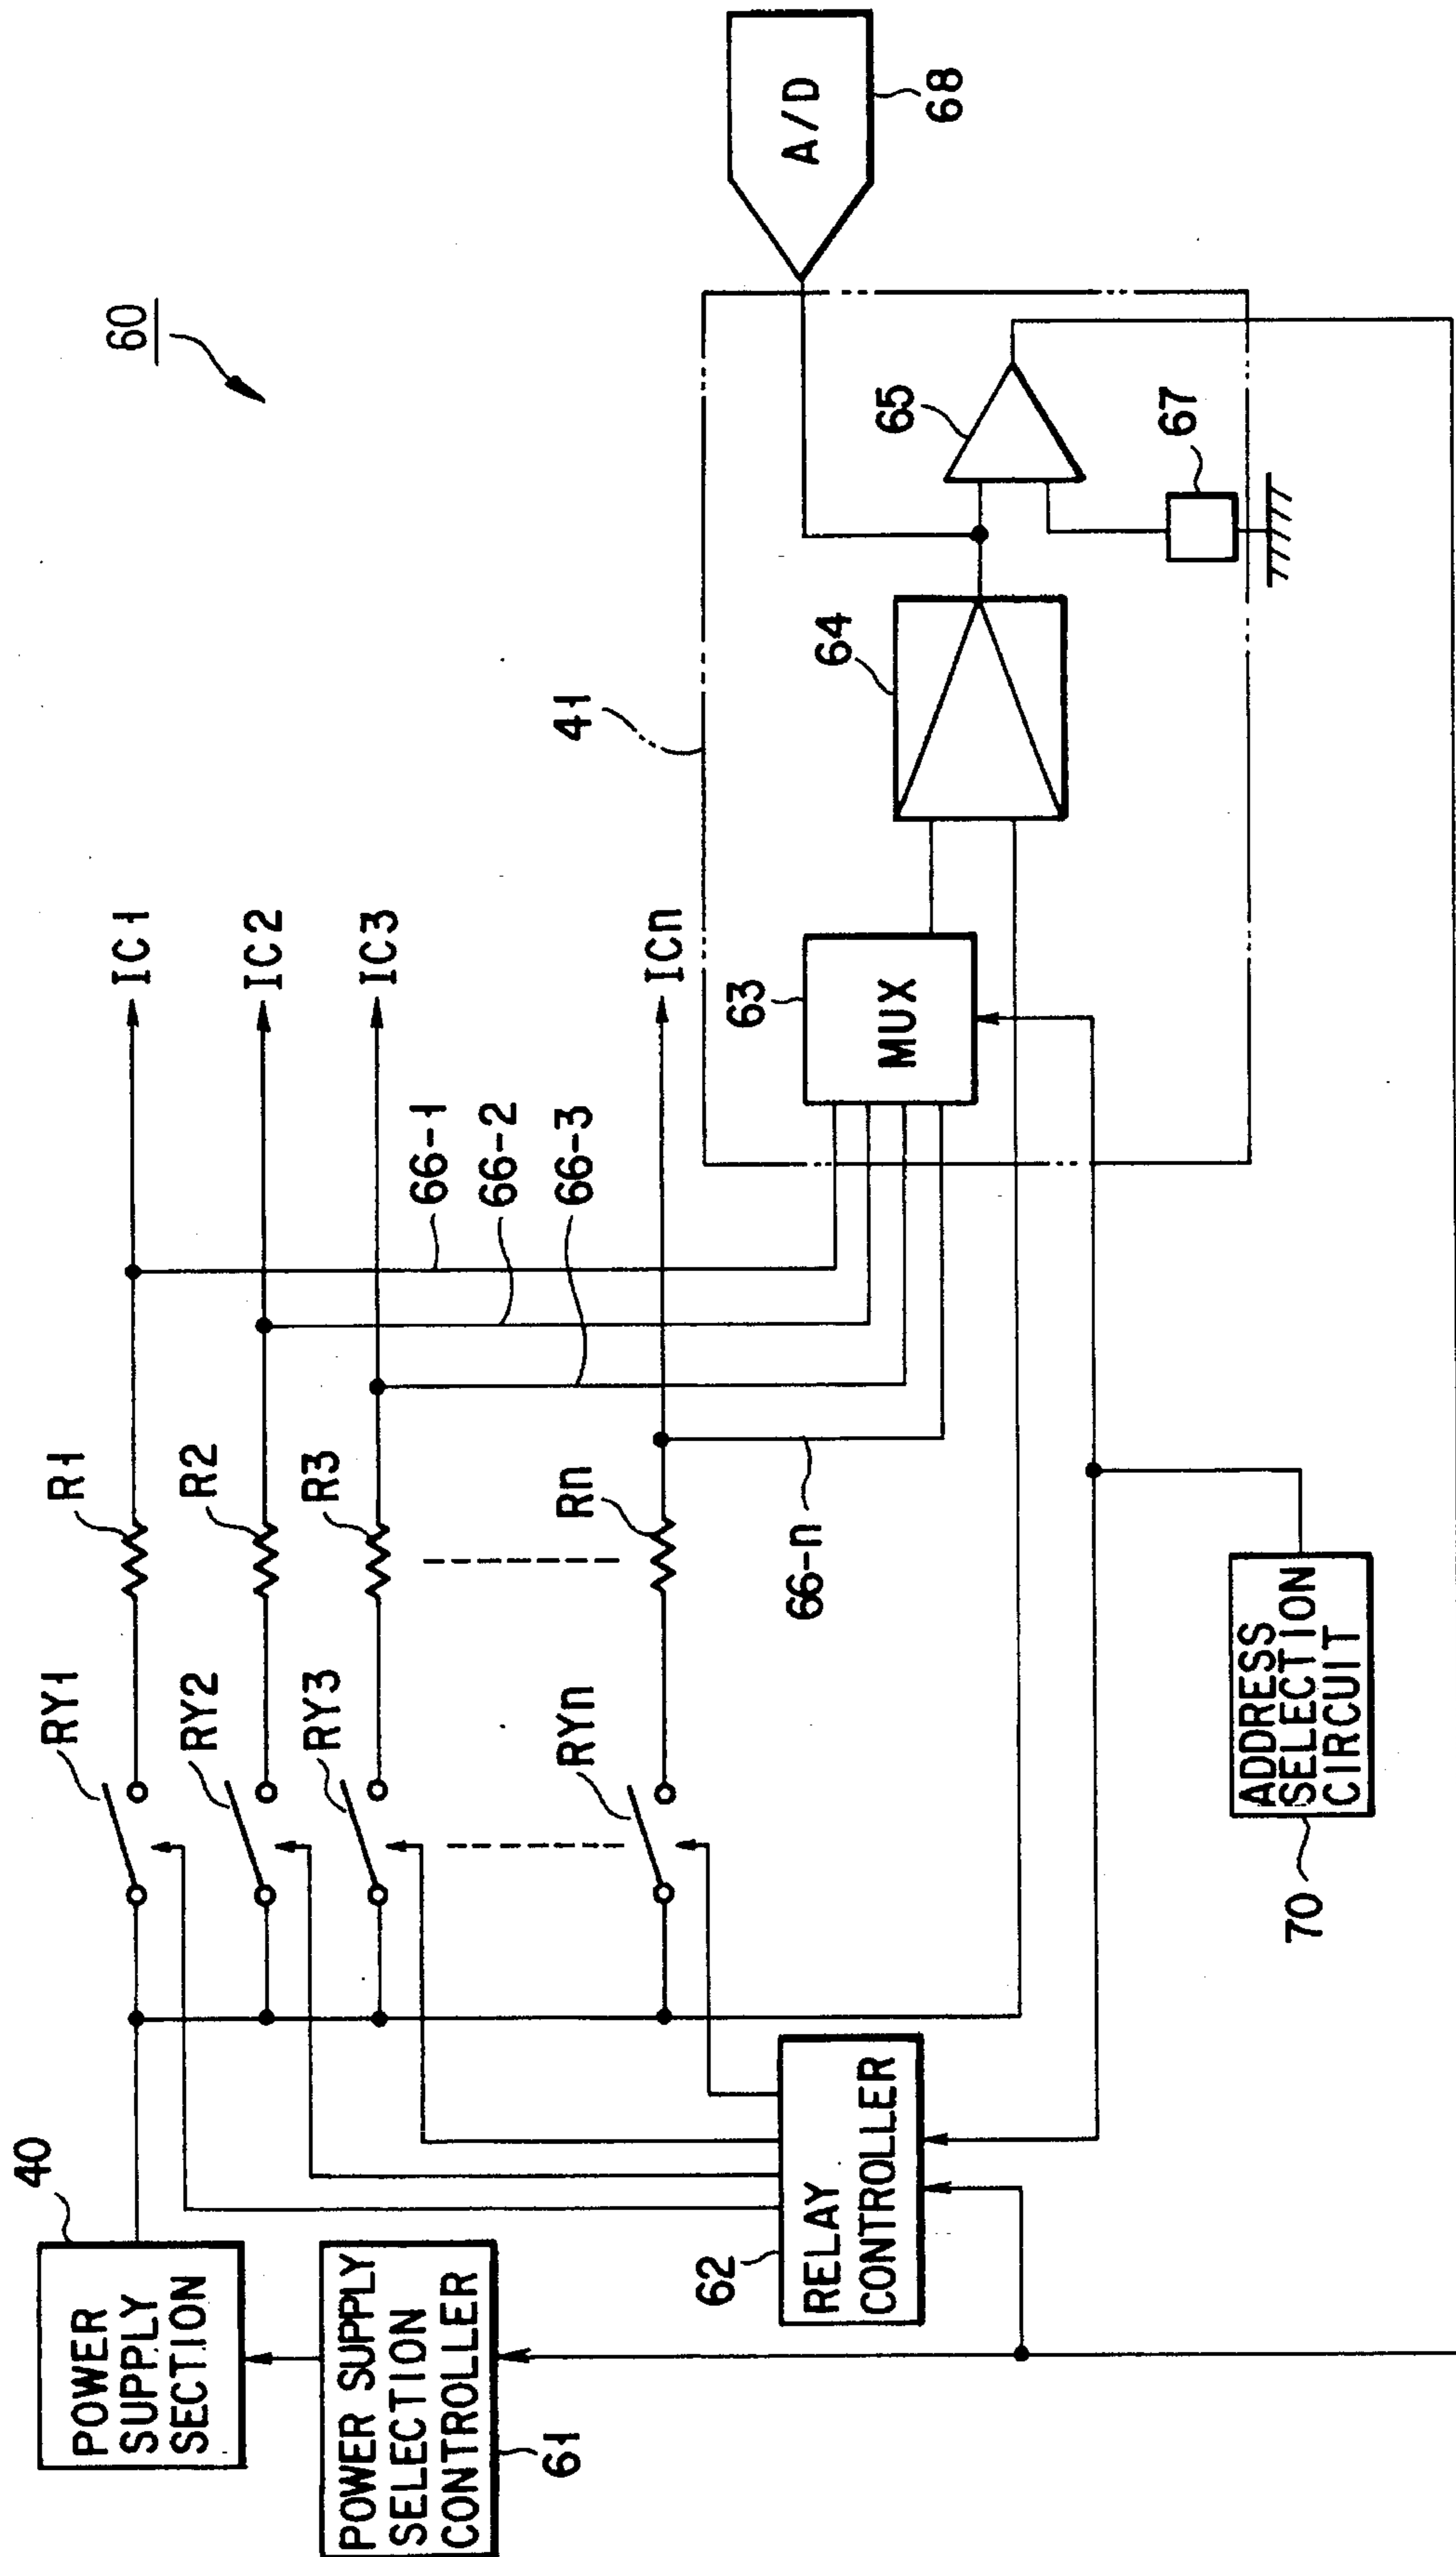 60
40
POWER
SUPPLY
SECTION
POWER SUPPLY
SELECTION
CONTROLLER
61
RY1
RY2
RY3
RYn
R1
R2
R3
Rn
IC1
IC2
IC3
ICn
66-1
66-2
66-3
66-n
62
RELAY
CONTROLLER
41
63
MUX
64
65
67
A/D
68
ADDRESS
SELECTION
CIRCUIT
70